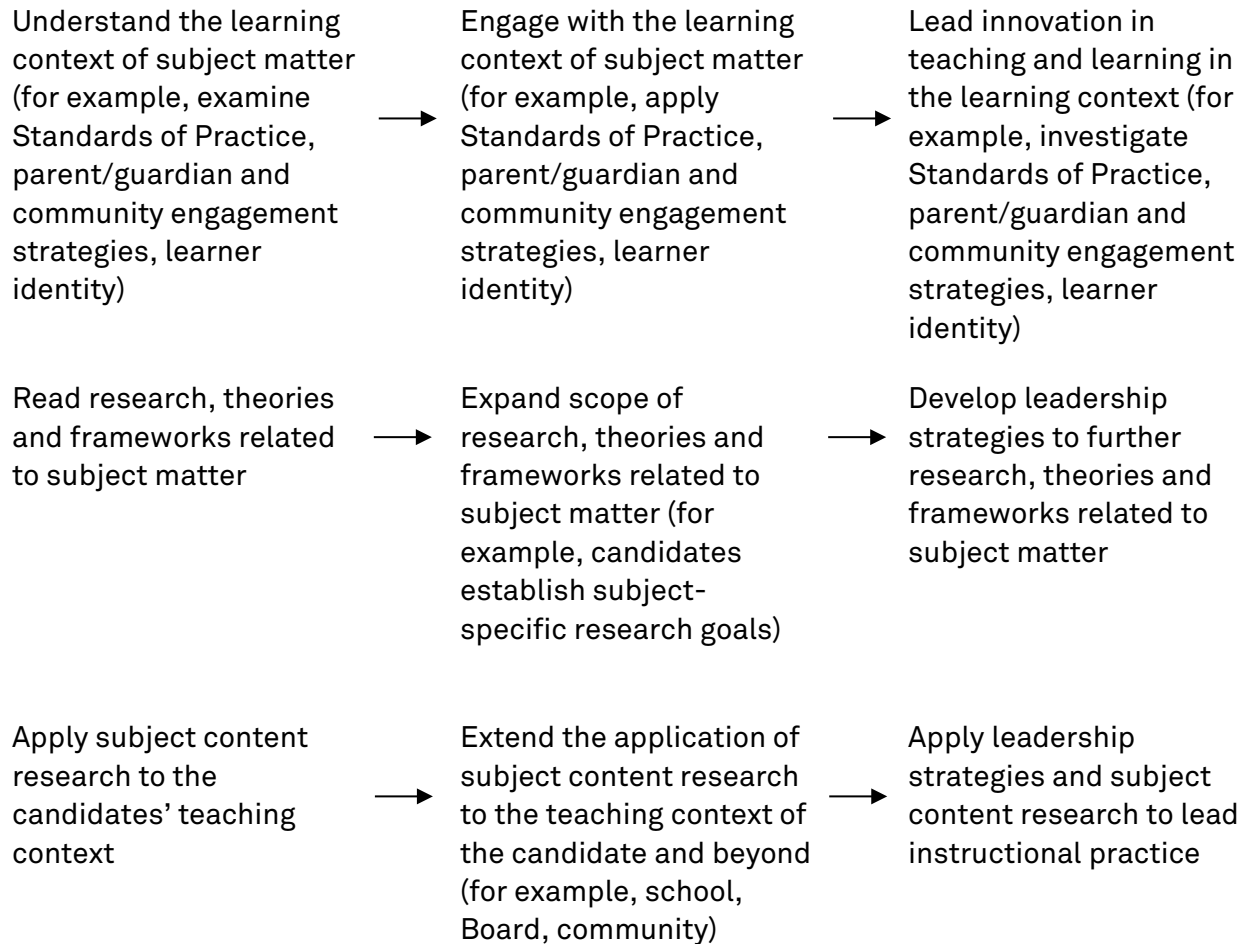 Understand the learning
context of subject matter
(for example, examine
Standards of Practice,
parent/guardian and
community engagement
strategies, learner
identity)
Engage with the learning
context of subject matter
(for example, apply
Standards of Practice,
parent/guardian and
community engagement
strategies, learner
identity)
Lead innovation in
teaching and learning in
the learning context (for
example, investigate
Standards of Practice,
parent/guardian and
community engagement
strategies, learner
identity)
Read research, theories
and frameworks related
to subject matter
Expand scope of
research, theories and
frameworks related to
subject matter (for
example, candidates
establish subject-
specific research goals)
Develop leadership
strategies to further
research, theories and
frameworks related to
subject matter
Apply subject content
research to the
candidates’ teaching
context
Extend the application of
subject content research
to the teaching context of
the candidate and beyond
(for example, school,
Board, community)
Apply leadership
strategies and subject
content research to lead
instructional practice